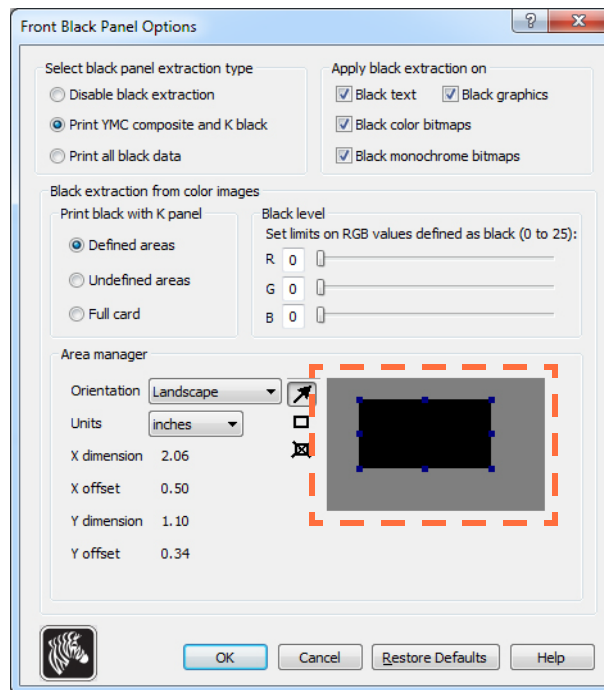 Front Black Panel Options
?
X
Select black panel extraction type
Disable black extraction
Print YMC composite and K black
Print all black data
Apply black extraction on
Black text
Black graphics
Black color bitmaps
Black monochrome bitmaps
Black extraction from color images
Print black with K panel
Defined areas
Undefined areas
Full card
Black level
Set limits on RGB values defined as black (0 to 25):
R 0
G 0
B 0
Area manager
Orientation Landscape
Units inches
X dimension 2.06
X offset 0.50
Y dimension 1.10
Y offset 0.34
OK
Cancel
Restore Defaults
Help